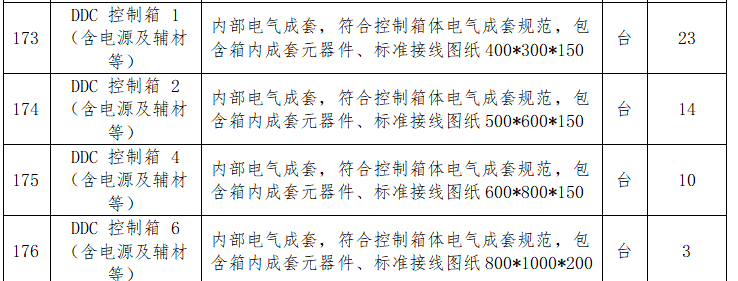 173
DDC 控制箱 1
（含电源及辅材
等）
内部电气成套，符合控制箱体电气成套规范，包
含箱内成套元器件、标准接线图纸 400*300*150
台
23
174
DDC 控制箱 2
（含电源及辅材
等）
内部电气成套，符合控制箱体电气成套规范，包
含箱内成套元器件、标准接线图纸 500*600*150
台
14
175
DDC 控制箱 4
（含电源及辅材
等）
内部电气成套，符合控制箱体电气成套规范，包
含箱内成套元器件、标准接线图纸 600*800*150
台
10
176
DDC 控制箱 6
（含电源及辅材
等）
内部电气成套，符合控制箱体电气成套规范，包
含箱内成套元器件、标准接线图纸 800*1000*200
台
3